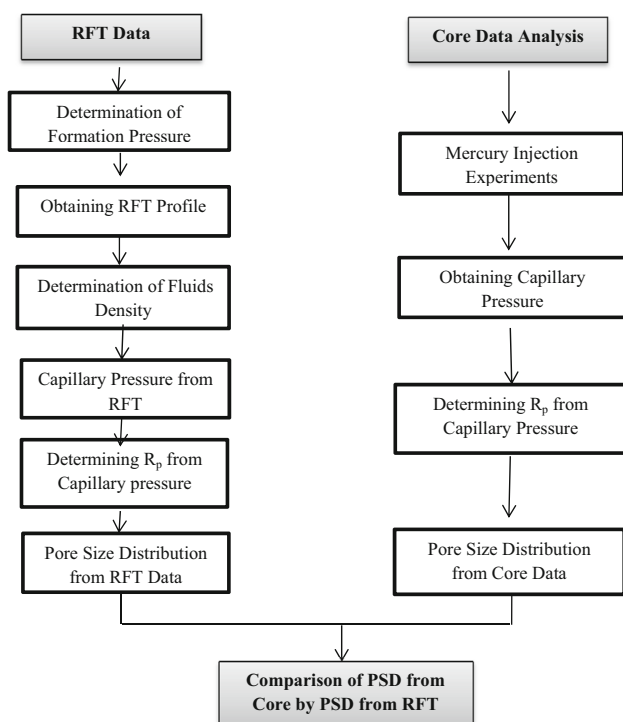 RFT Data
Determination of
Formation Pressure
Obtaining RFT Profile
Determination of Fluids
Density
Capillary Pressure from
RFT
Determining Rp from
Capillary pressure
Pore Size Distribution
from RFT Data
Core Data Analysis
Mercury Injection
Experiments
Obtaining Capillary
Pressure
Determining Rp from
Capillary Pressure
Pore Size Distribution
from Core Data
Comparison of PSD from
Core by PSD from RFT